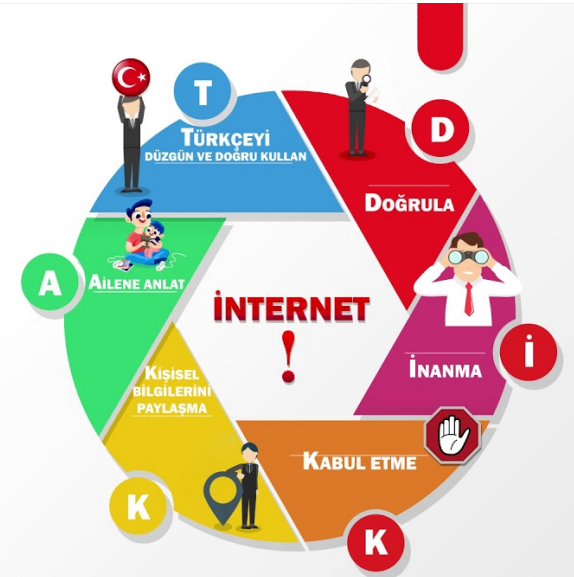 D
DOĞRULA
İ
İNANMA
K
KABUL ETME
K
KİŞİSEL
BİLGİLERİNİ
PAYLAŞMA
A
AİLENE ANLAT
T
TÜRKÇEYİ
DÜZGÜN VE DOĞRU KULLAN
İNTERNET
!